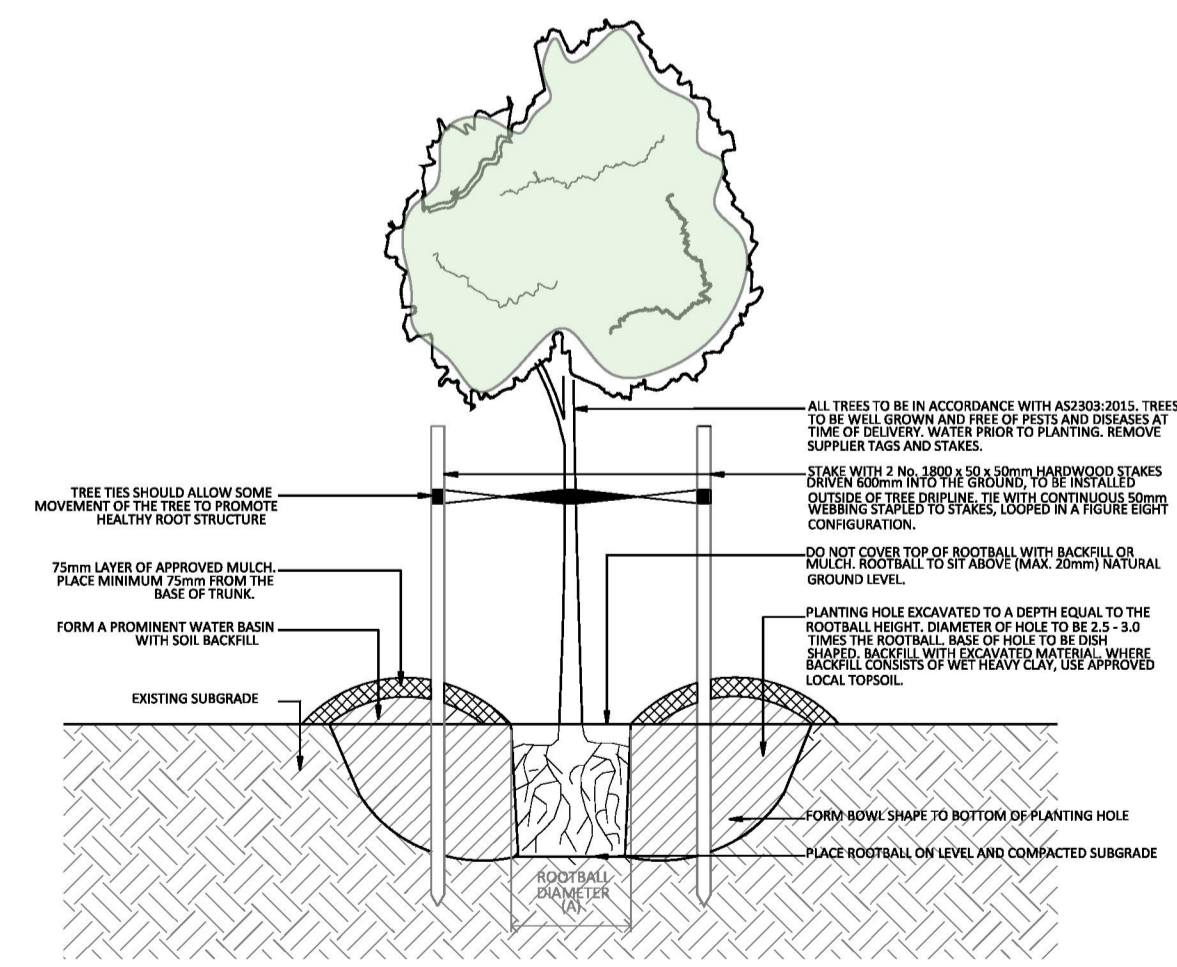 ALL TREES TO BE IN ACCORDANCE WITH AS2303:2015. TREES
TO BE WELL GROWN AND FREE OF PESTS AND DISEASES AT
TIME OF DELIVERY. WATER PRIOR TO PLANTING. REMOVE
SUPPLIER TAGS AND STAKES.
STAKE WITH 2 No. 1800 x 50 x 50mm HARDWOOD STAKES
DRIVEN 600mm INTO THE GROUND, TO BE INSTALLED
OUTSIDE OF TREE DRIPLINE. TIE WITH CONTINUOUS 50mm
WEBBING STAPLED TO STAKES, LOOPED IN A FIGURE EIGHT
CONFIGURATION.
TREE TIES SHOULD ALLOW SOME
MOVEMENT OF THE TREE TO PROMOTE
HEALTHY ROOT STRUCTURE
DO NOT COVER TOP OF ROOTBALL WITH BACKFILL OR
MULCH. ROOTBALL TO SIT ABOVE (MAX. 20mm) NATURAL
GROUND LEVEL.
75mm LAYER OF APPROVED MULCH.
PLACE MINIMUM 75mm FROM THE
BASE OF TRUNK.
PLANTING HOLE EXCAVATED TO A DEPTH EQUAL TO THE
ROOTBALL HEIGHT. DIAMETER OF HOLE TO BE 2.5 - 3.0
TIMES THE ROOTBALL. BASE OF HOLE TO BE DISH
SHAPED. BACKFILL WITH EXCAVATED MATERIAL. WHERE
BACKFILL CONSISTS OF WET HEAVY CLAY, USE APPROVED
LOCAL TOPSOIL.
FORM A PROMINENT WATER BASIN
WITH SOIL BACKFILL
EXISTING SUBGRADE
FORM BOWL SHAPE TO BOTTOM OF PLANTING HOLE
PLACE ROOTBALL ON LEVEL AND COMPACTED SUBGRADE
ROOTBALL
DIAMETER
(A)